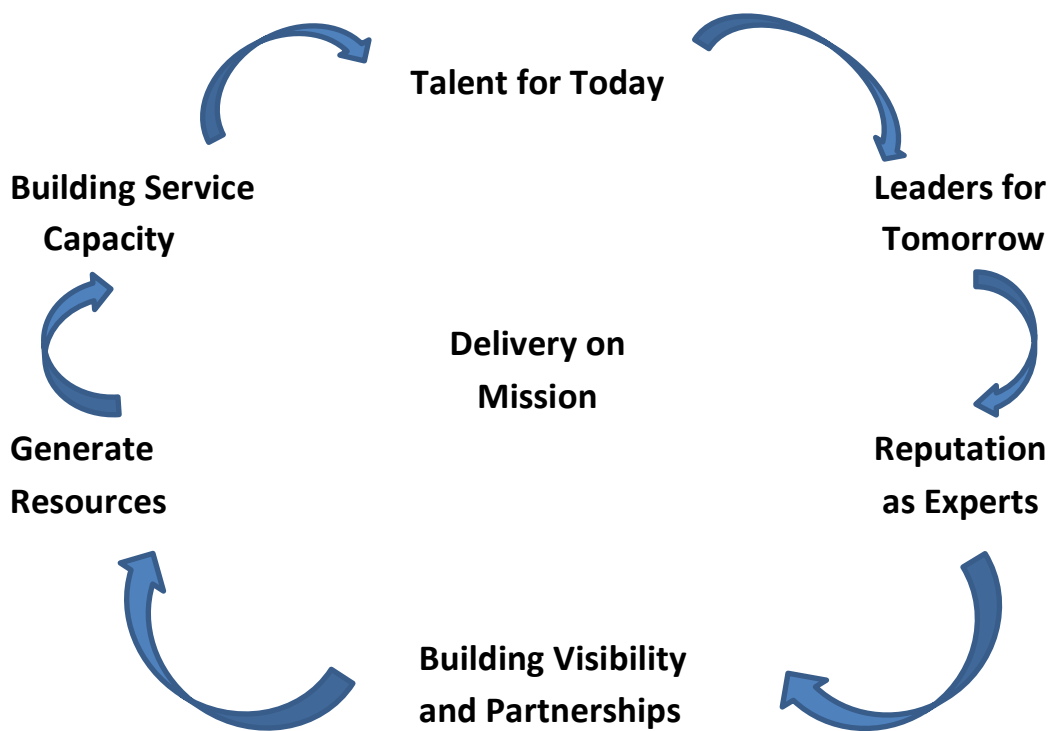 Talent for Today
Building Service
Capacity
Leaders for
Tomorrow
Delivery on
Mission
Generate
Resources
Reputation
as Experts
Building Visibility
and Partnerships